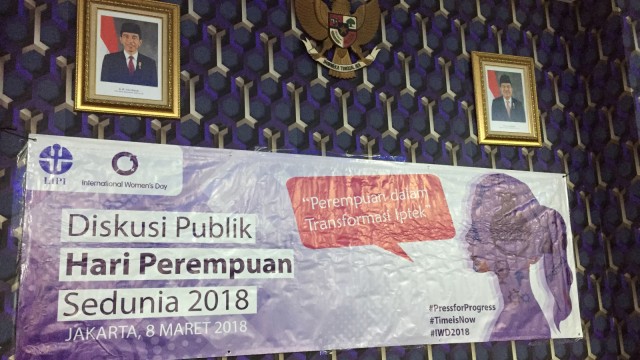 LIPI
International Women's Day
"Perempuan dalam
Transformasi Iptek
Diskusi Publik
Hari Perempuan
Sedunia 2018
JAKARTA, 8 MARET 2018
#PressforProgress
#TimeisNow
#IWD2018